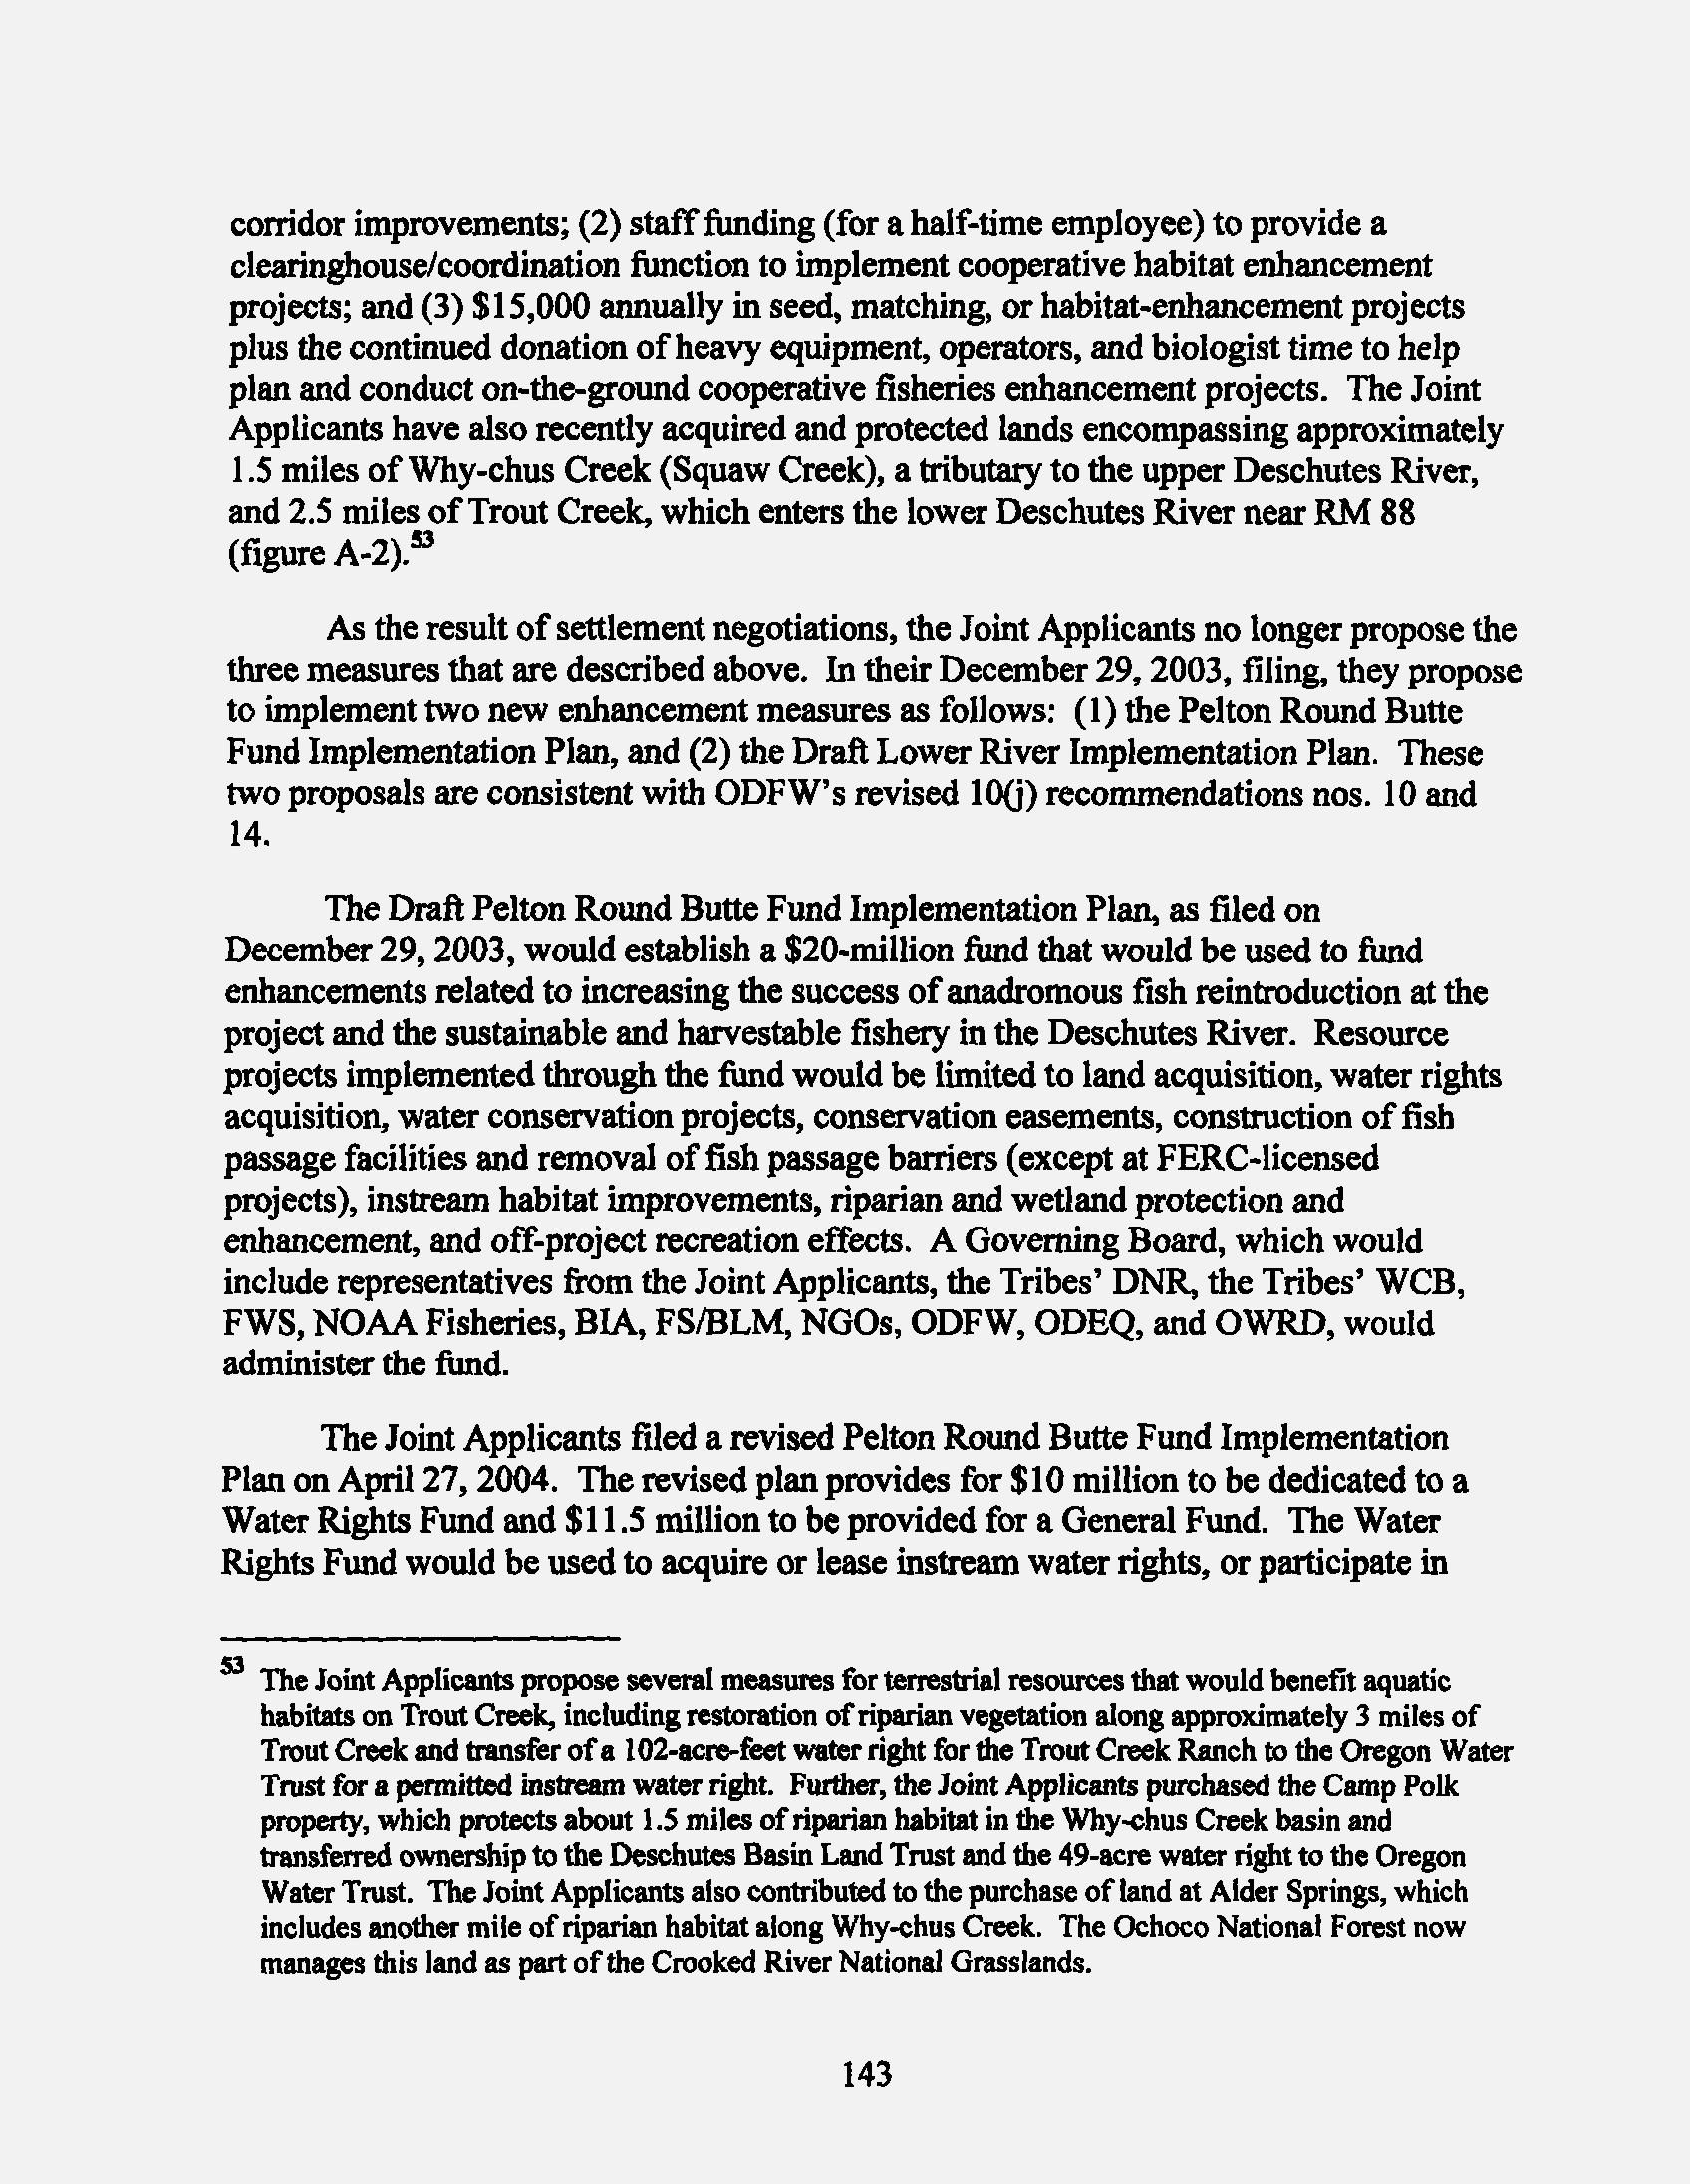 corridor improvements; (2) staff funding (for a half-time employee) to provide a
clearinghouse/coordination function to implement cooperative habitat enhancement
projects; and (3) $15,000 annually in seed, matching, or habitat-enhancement projects
plus the continued donation of heavy equipment, operators, and biologist time to help
plan and conduct on-the-ground cooperative fisheries enhancement projects. The Joint
Applicants have also recently acquired and protected lands encompassing approximately
1.5 miles of Why-chus Creek (Squaw Creek), a tributary to the upper Deschutes River,
and 2.5 miles of Trout Creek, which enters the lower Deschutes River near RM 88
(figure A-2).53
As the result of settlement negotiations, the Joint Applicants no longer propose the
three measures that are described above. In their December 29, 2003, filing, they propose
to implement two new enhancement measures as follows: (1) the Pelton Round Butte
Fund Implementation Plan, and (2) the Draft Lower River Implementation Plan. These
two proposals are consistent with ODFW's revised 10(j) recommendations nos. 10 and
14.
The Draft Pelton Round Butte Fund Implementation Plan, as filed on
December 29, 2003, would establish a $20-million fund that would be used to fund
enhancements related to increasing the success of anadromous fish reintroduction at the
project and the sustainable and harvestable fishery in the Deschutes River. Resource
projects implemented through the fund would be limited to land acquisition, water rights
acquisition, water conservation projects, conservation easements, construction of fish
passage facilities and removal of fish passage barriers (except at FERC-licensed
projects), instream habitat improvements, riparian and wetland protection and
enhancement, and off-project recreation effects. A Governing Board, which would
include representatives from the Joint Applicants, the Tribes' DNR, the Tribes' WCB,
FWS, NOAA Fisheries, BIA, FS/BLM, NGOs, ODFW, ODEQ, and OWRD, would
administer the fund.
The Joint Applicants filed a revised Pelton Round Butte Fund Implementation
Plan on April 27, 2004. The revised plan provides for $10 million to be dedicated to a
Water Rights Fund and $11.5 million to be provided for a General Fund. The Water
Rights Fund would be used to acquire or lease instream water rights, or participate in
53 The Joint Applicants propose several measures for terrestrial resources that would benefit aquatic
habitats on Trout Creek, including restoration of riparian vegetation along approximately 3 miles of
Trout Creek and transfer of a 102-acre-feet water right for the Trout Creek Ranch to the Oregon Water
Trust for a permitted instream water right. Further, the Joint Applicants purchased the Camp Polk
property, which protects about 1.5 miles of riparian habitat in the Why-chus Creek basin and
transferred ownership to the Deschutes Basin Land Trust and the 49-acre water right to the Oregon
Water Trust. The Joint Applicants also contributed to the purchase of land at Alder Springs, which
includes another mile of riparian habitat along Why-chus Creek. The Ochoco National Forest now
manages this land as part of the Crooked River National Grasslands.
143